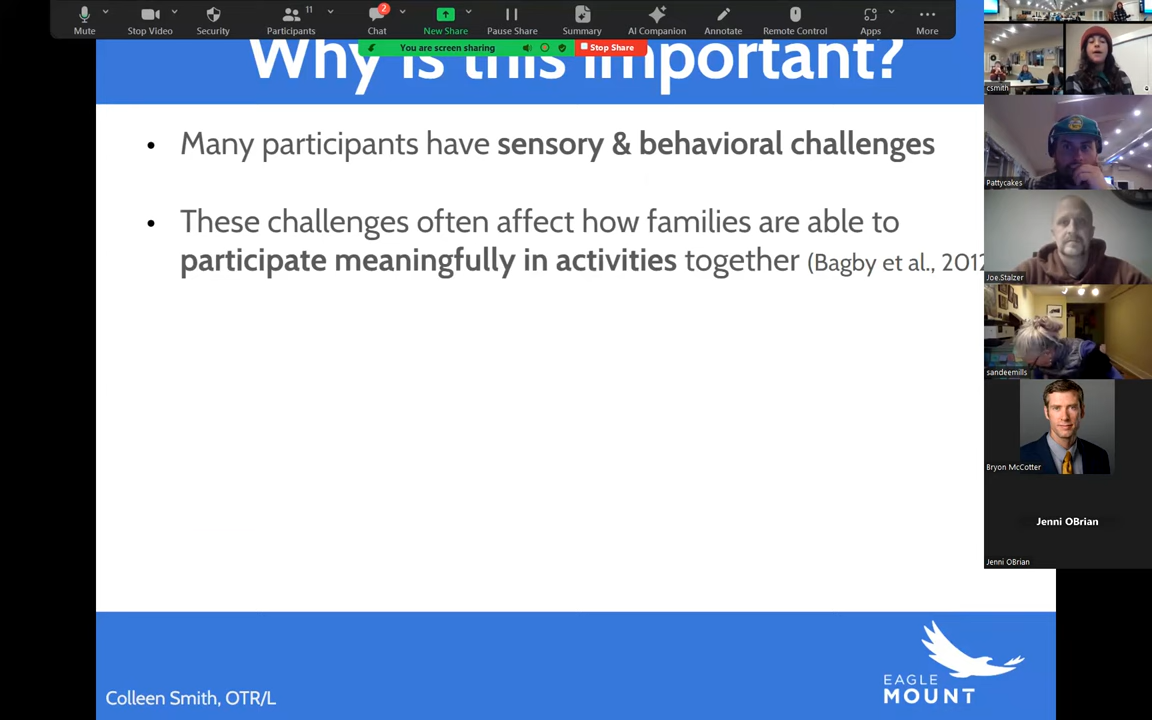 11
2
Mute
Stop Video
Security
Participants
Chat
New Share
Pause Share
Summary
AI Companion
Annotate
Remote Control
Apps
More
You are screen sharing
Stop Share
Why is this important?
• Many participants have sensory & behavioral challenges
• These challenges often affect how families are able to
participate meaningfully in activities together (Bagby et al., 2012
csmith
Pattycakes
Joe.Stalzer
sandeemills
Bryon McCotter
Jenni OBrian
Jenni OBrian
Colleen Smith, OTR/L
EAGLE
MOUNT